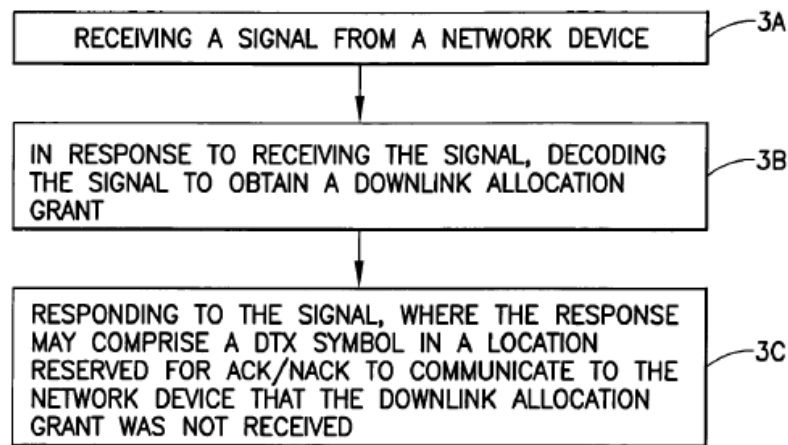 RECEIVING A SIGNAL FROM A NETWORK DEVICE
3A
IN RESPONSE TO RECEIVING THE SIGNAL, DECODING
THE SIGNAL TO OBTAIN A DOWNLINK ALLOCATION
GRANT
3B
RESPONDING TO THE SIGNAL, WHERE THE RESPONSE
MAY COMPRISE A DTX SYMBOL IN A LOCATION
RESERVED FOR ACK/NACK TO COMMUNICATE TO THE
NETWORK DEVICE THAT THE DOWNLINK ALLOCATION
GRANT WAS NOT RECEIVED
3C